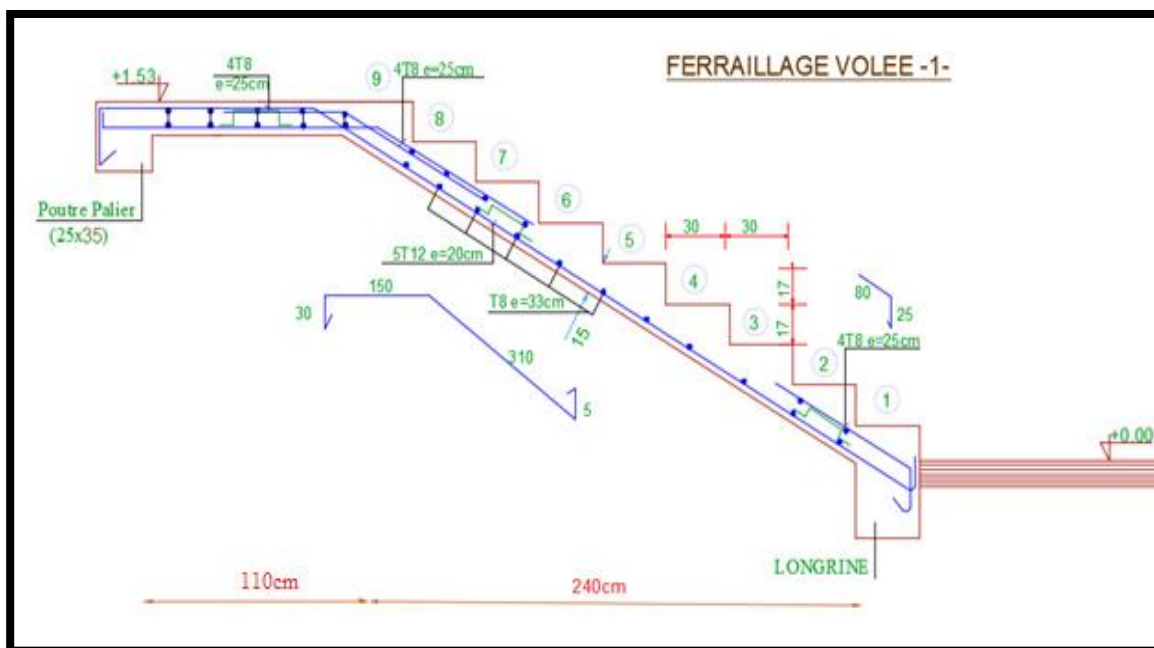 FERRAILLAGE VOLEE -1-
+1.53
4T8
e=25cm
9
4T8 e=25cm
8
7
6
5
4
3
2
1
Poutre Palier
(25x35)
30
30
17
17
5T12 e=20cm
T8 e=33cm
15
150
30
310
5
80
25
4T8 e=25cm
+0.00
LONGRINE
110cm
240cm